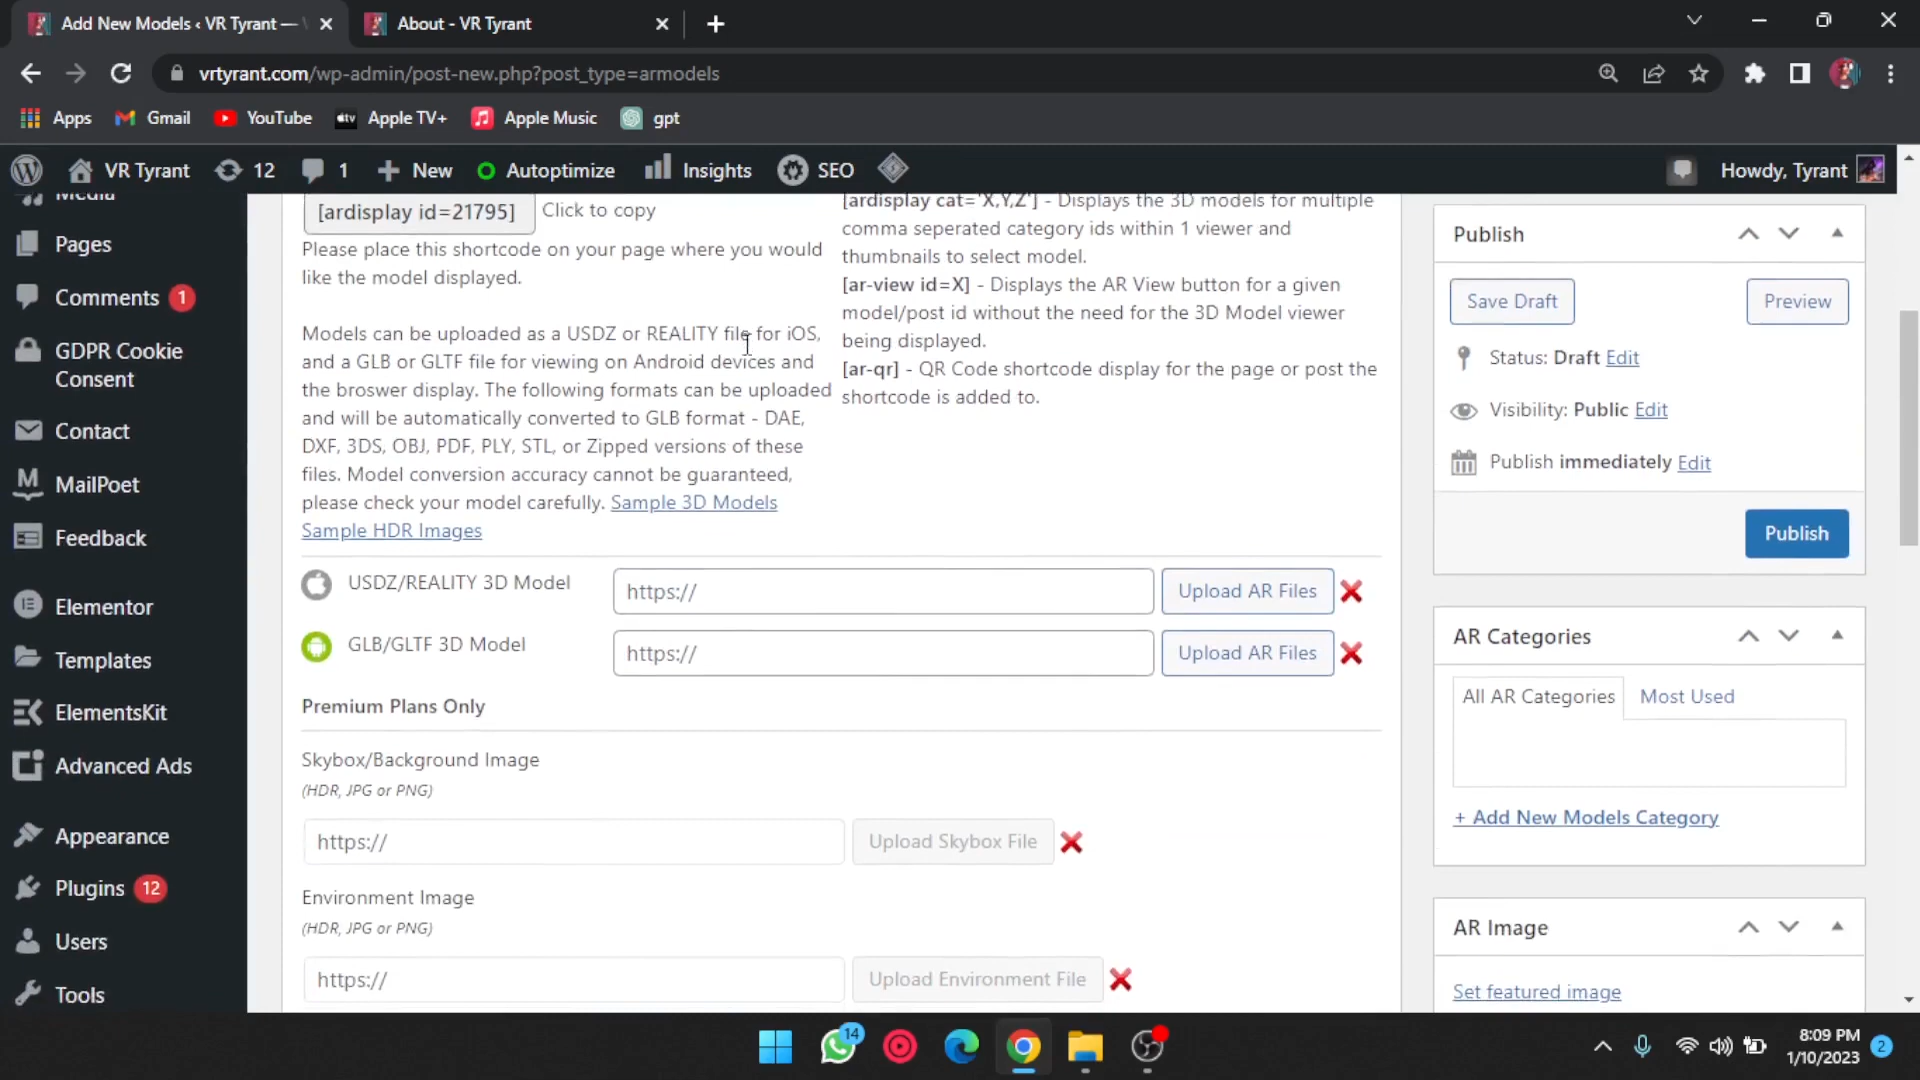 Add New Models ‹ VR Tyrant —
About - VR Tyrant
vrtyrant.com/wp-admin/post-new.php?post_type=armodels
Apps
Gmail
YouTube
tv
Apple TV+
Apple Music
gpt
VR Tyrant
12
1
New
Autoptimize
Insights
SEO
Howdy, Tyrant
Media
Pages
Comments 1
GDPR Cookie
Consent
Contact
MailPoet
Feedback
Elementor
Templates
ElementsKit
Advanced Ads
Appearance
Plugins 12
Users
Tools
[ardisplay id=21795] Click to copy
Please place this shortcode on your page where you would
like the model displayed.
Models can be uploaded as a USDZ or REALITY file for iOS,
and a GLB or GLTF file for viewing on Android devices and
the broswer display. The following formats can be uploaded
and will be automatically converted to GLB format - DAE,
DXF, 3DS, OBJ, PDF, PLY, STL, or Zipped versions of these
files. Model conversion accuracy cannot be guaranteed,
please check your model carefully. Sample 3D Models
Sample HDR Images
[ardisplay cat='X,Y,Z'] - Displays the 3D models for multiple
comma seperated category ids within 1 viewer and
thumbnails to select model.
[ar-view id=X] - Displays the AR View button for a given
model/post id without the need for the 3D Model viewer
being displayed.
[ar-qr] - QR Code shortcode display for the page or post the
shortcode is added to.
USDZ/REALITY 3D Model
https://
Upload AR Files
GLB/GLTF 3D Model
https://
Upload AR Files
Premium Plans Only
Skybox/Background Image
(HDR, JPG or PNG)
https://
Upload Skybox File
Environment Image
(HDR, JPG or PNG)
https://
Upload Environment File
Publish
Save Draft
Preview
Status: Draft Edit
Visibility: Public Edit
Publish immediately Edit
Publish
AR Categories
All AR Categories
Most Used
+ Add New Models Category
AR Image
Set featured image
14
8:09 PM
1/10/2023
2